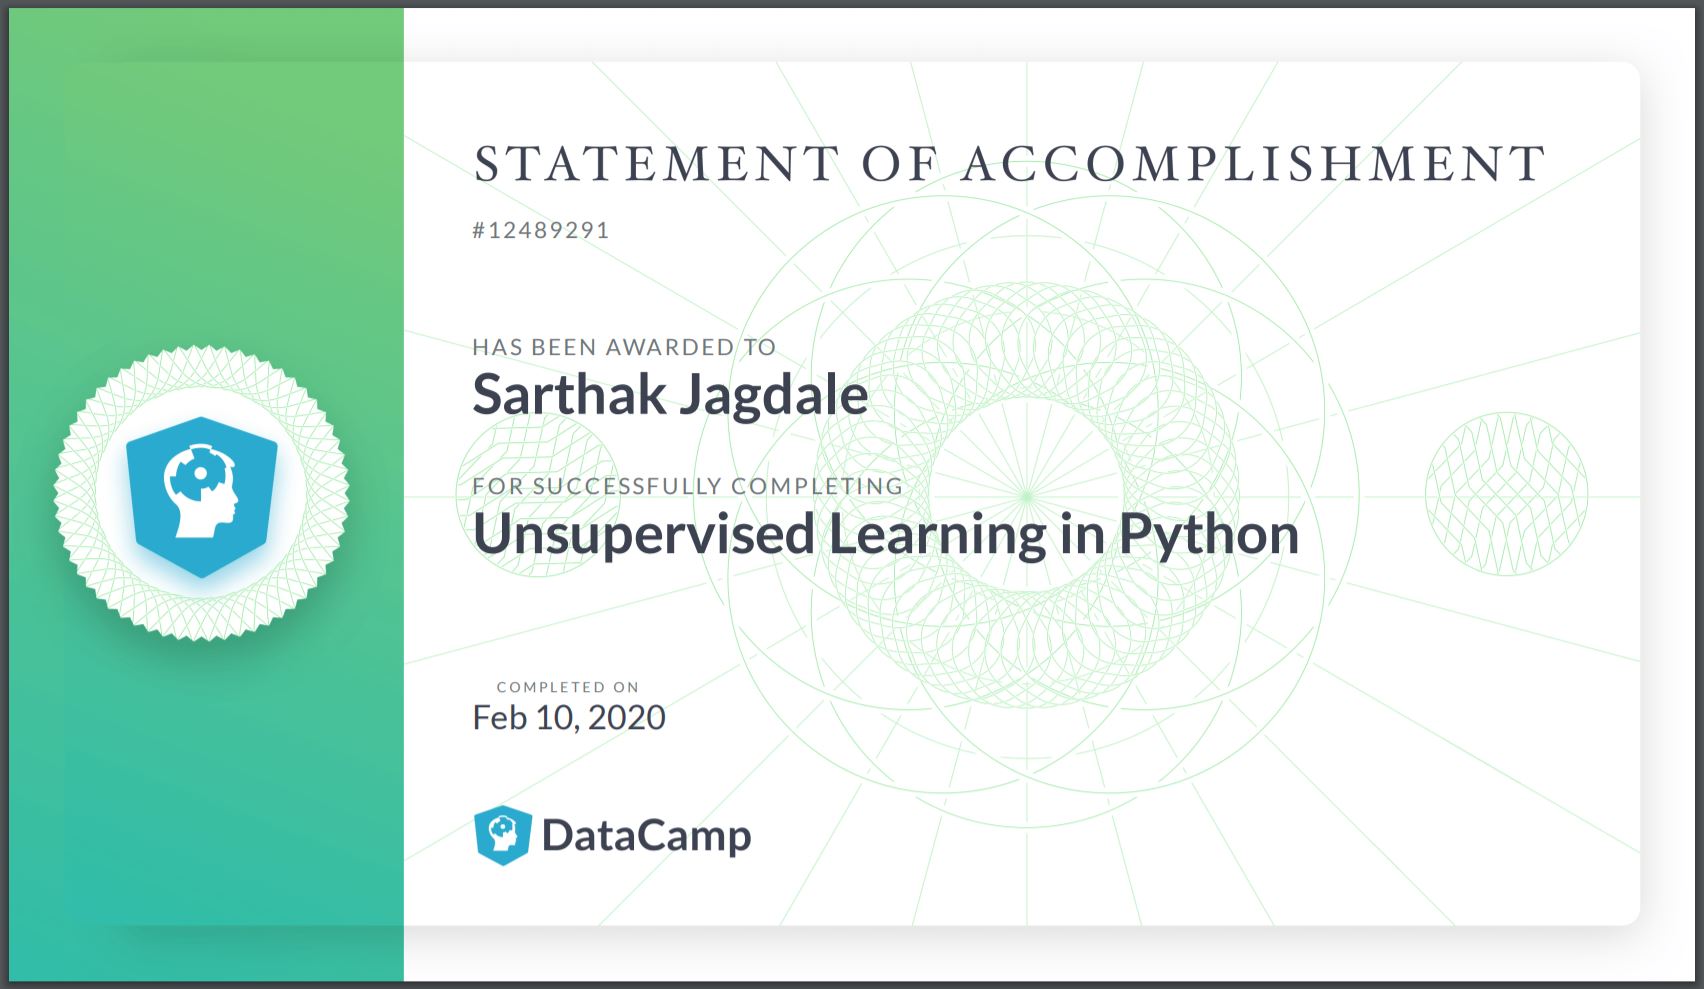 STATEMENT OF ACCOMPLISHMENT
#12489291
HAS BEEN AWARDED TO
Sarthak Jagdale
FOR SUCCESSFULLY COMPLETING
Unsupervised Learning in Python
COMPLETED ON
Feb 10, 2020
DataCamp